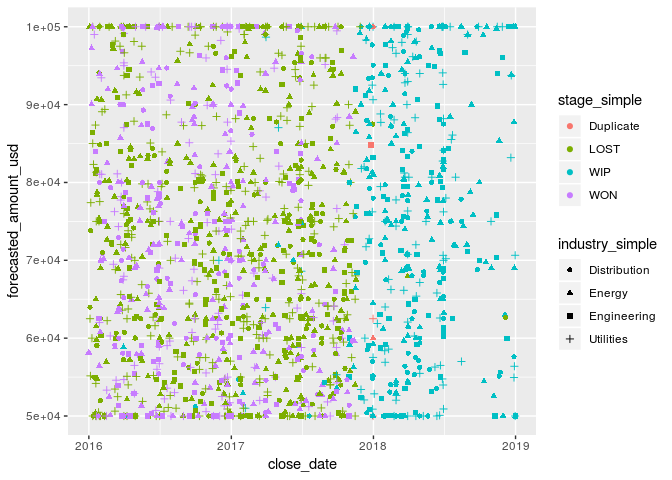 1e+05
9e+04
8e+04
7e+04
6e+04
5e+04
forecasted_amount_usd
2016
2017
2018
2019
close_date
stage_simple
Duplicate
LOST
WIP
WON
industry_simple
Distribution
Energy
Engineering
Utilities